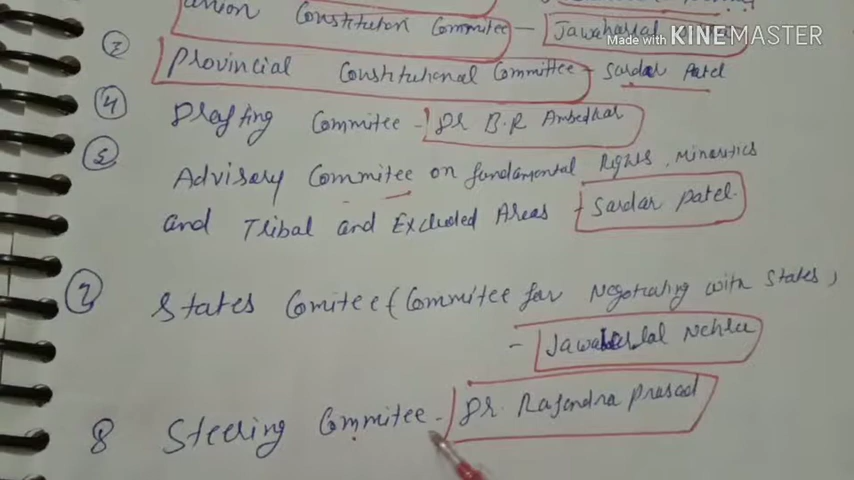 Union Constitution Commitee - Jawaharlal
Made with KINEMASTER
③ Provincial Constitutional Committee - Sardar Patel
④ Drafting Commitee - Dr B.R Ambedkar
⑤ Advisory Commitee on fundamental Rights, Minorities
and Tribal and Excluded Areas - Sardar Patel.
⑦ States Comitee (Committee for Negotiating with States)
- Jawaharlal Nehru
8 Steering Commitee - Dr. Rajendra Prasad